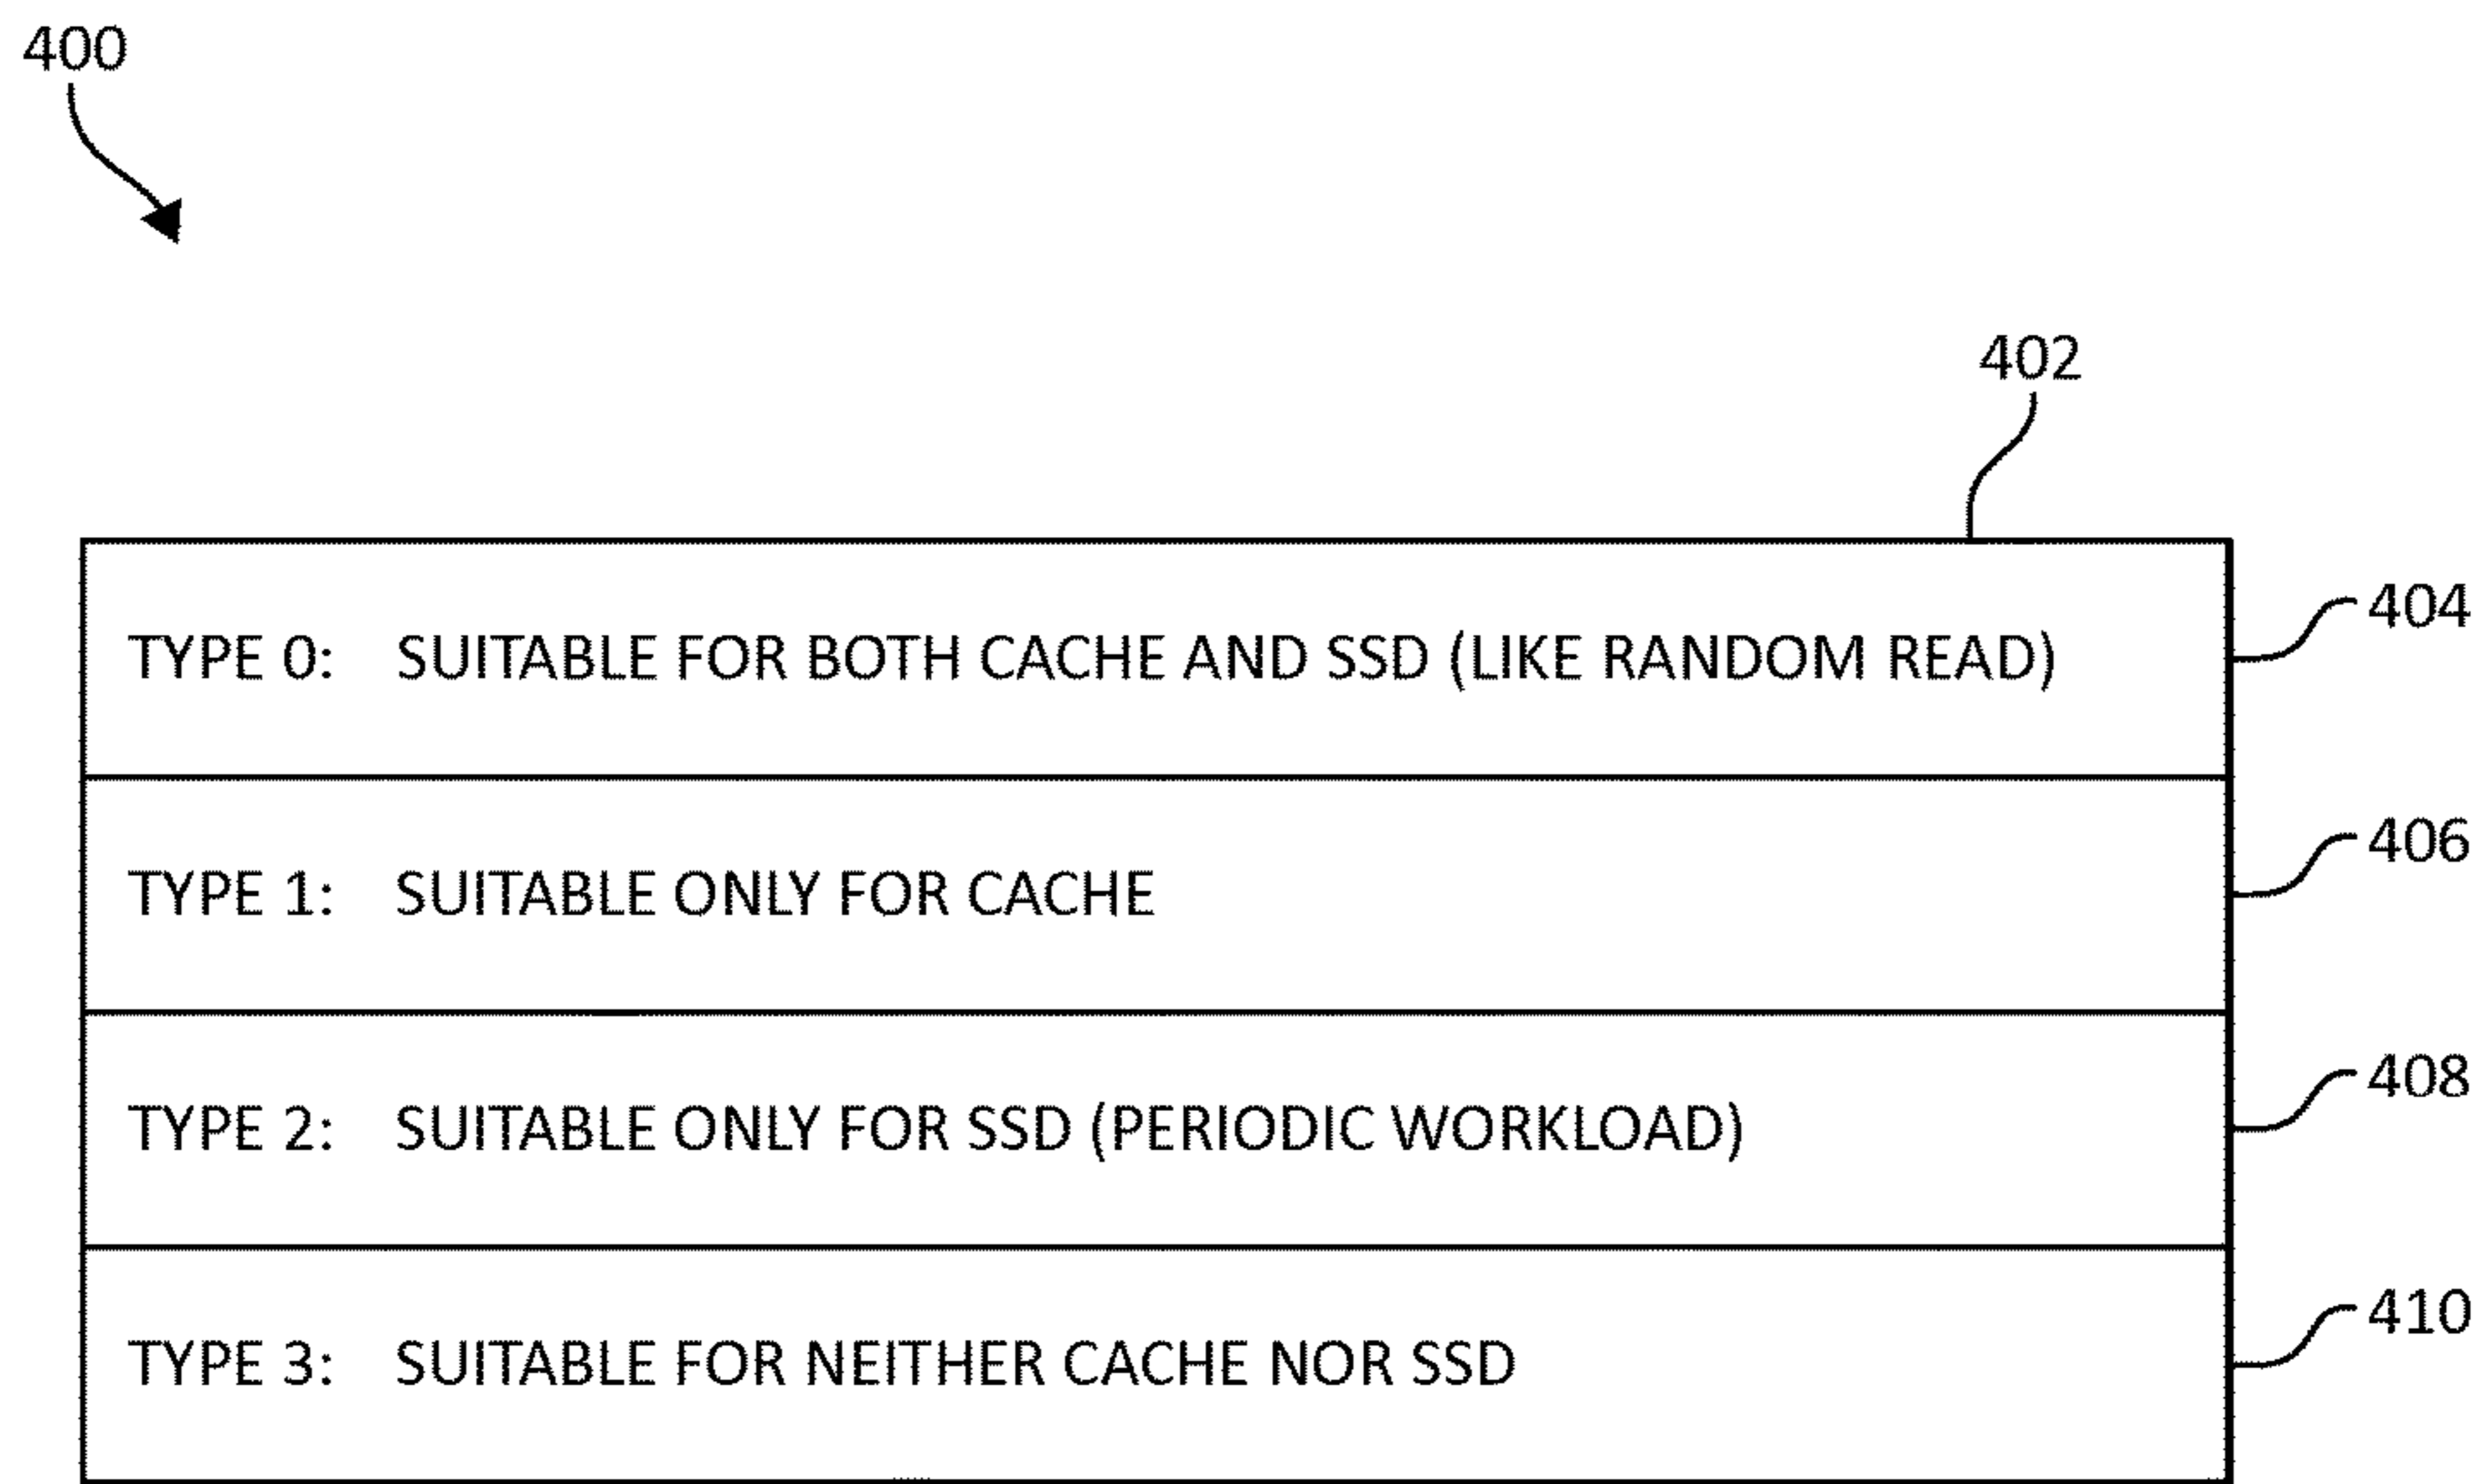 400
402
TYPE 0: SUITABLE FOR BOTH CACHE AND SSD (LIKE RANDOM READ)
404
TYPE 1: SUITABLE ONLY FOR CACHE
406
TYPE 2: SUITABLE ONLY FOR SSD (PERIODIC WORKLOAD)
408
TYPE 3: SUITABLE FOR NEITHER CACHE NOR SSD
410